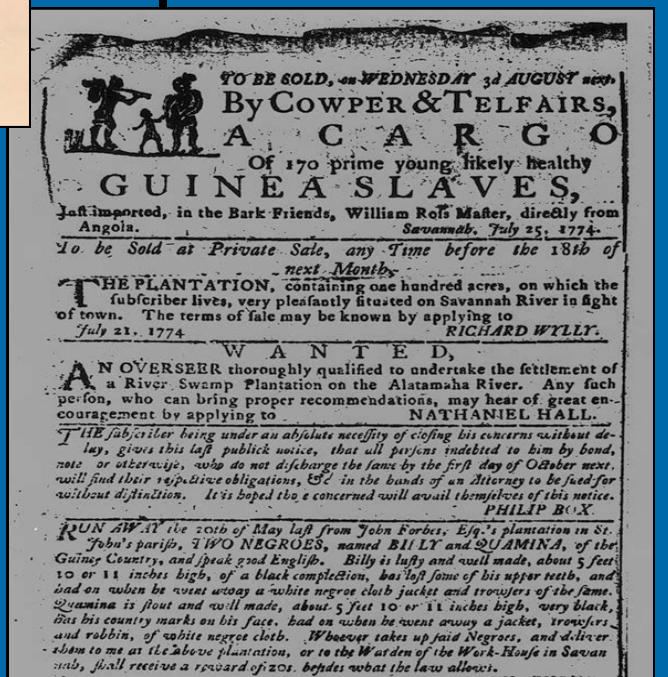 TO BE SOLD, on WEDNESDAY 3d AUGUST next,
By COWPER & TELFAIRS,
A CARGO
Of 170 prime young likely healthy
GUINEA SLAVES,
Just imported, in the Bark Friends, William Ross Master, directly from
Angola. Savannah, July 25, 1774.
To be Sold at Private Sale, any Time before the 18th of
next Month,
THE PLANTATION, containing one hundred acres, on which the
subscriber lives, very pleasantly situated on Savannah River in sight
of town. The terms of sale may be known by applying to
July 21, 1774 RICHARD WYLLY.
WANTED,
AN OVERSEER thoroughly qualified to undertake the settlement of
a River Swamp Plantation on the Alatamaha River. Any such
person, who can bring proper recommendations, may hear of great en-
couragement by applying to NATHANIEL HALL.
THE subscriber being under an absolute necessity of closing his concerns without de-
lay, gives this last publick notice, that all persons indebted to him by bond,
note or otherwise, who do not discharge the same by the first day of October next,
will find their respective obligations, &c in the hands of an Attorney to be sued for
without distinction. It is hoped those concerned will avail themselves of this notice.
PHILIP BOX.
RUN AWAY the 20th of May last from John Forbes, Esq.'s plantation in St.
John's parish, TWO NEGROES, named BILLY and QUAMINA, of the
Guiney Country, and speak good English. Billy is lusty and well made, about 5 feet
10 or 11 inches high, of a black complection, has lost some of his upper teeth, and
had on when he went away a white negroe cloth jacket and trowsers of the same.
Quamina is stout and well made, about 5 feet 10 or 11 inches high, very black,
has his country marks on his face, had on when he went away a jacket, trowsers,
and robbin, of white negroe cloth. Whoever takes up said Negroes, and deliver
them to me at the above plantation, or to the Warden of the Work-House in Savan
nah, shall receive a reward of 20s. besides what the law allows.